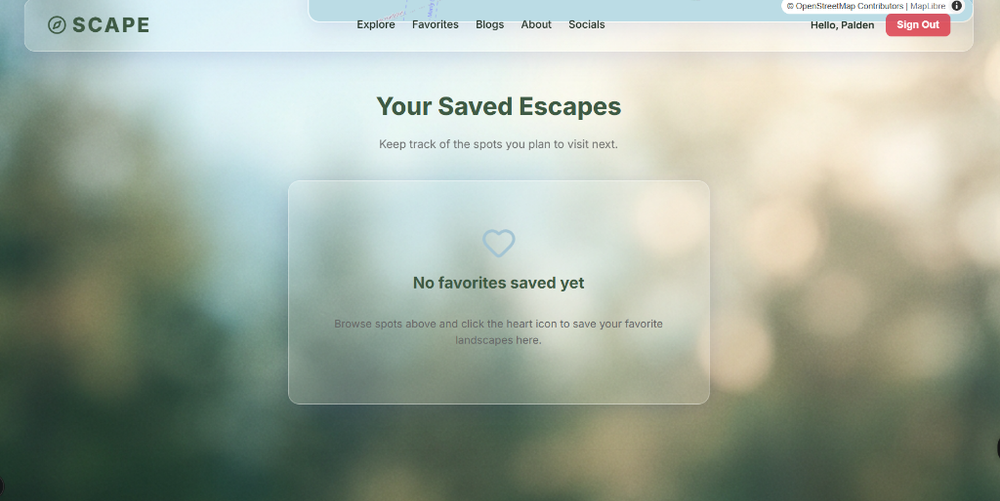 © OpenStreetMap Contributors | MapLibre
SCAPE
Explore Favorites Blogs About Socials
Hello, Palden Sign Out
Your Saved Escapes
Keep track of the spots you plan to visit next.
No favorites saved yet
Browse spots above and click the heart icon to save your favorite
landscapes here.